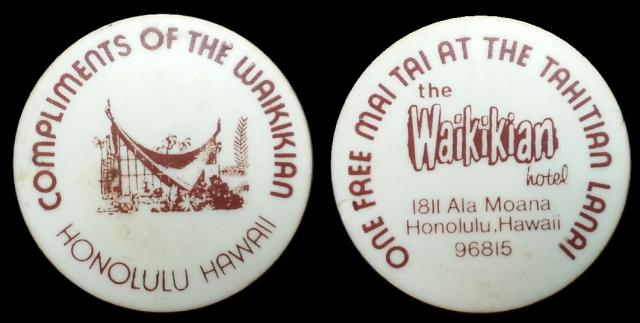 COMPLIMENTS OF THE WAIKIKIAN
HONOLULU HAWAII
ONE FREE MAI TAI AT THE TAHITIAN LANAI
the
Waikikian
hotel
1811 Ala Moana
Honolulu, Hawaii
96815